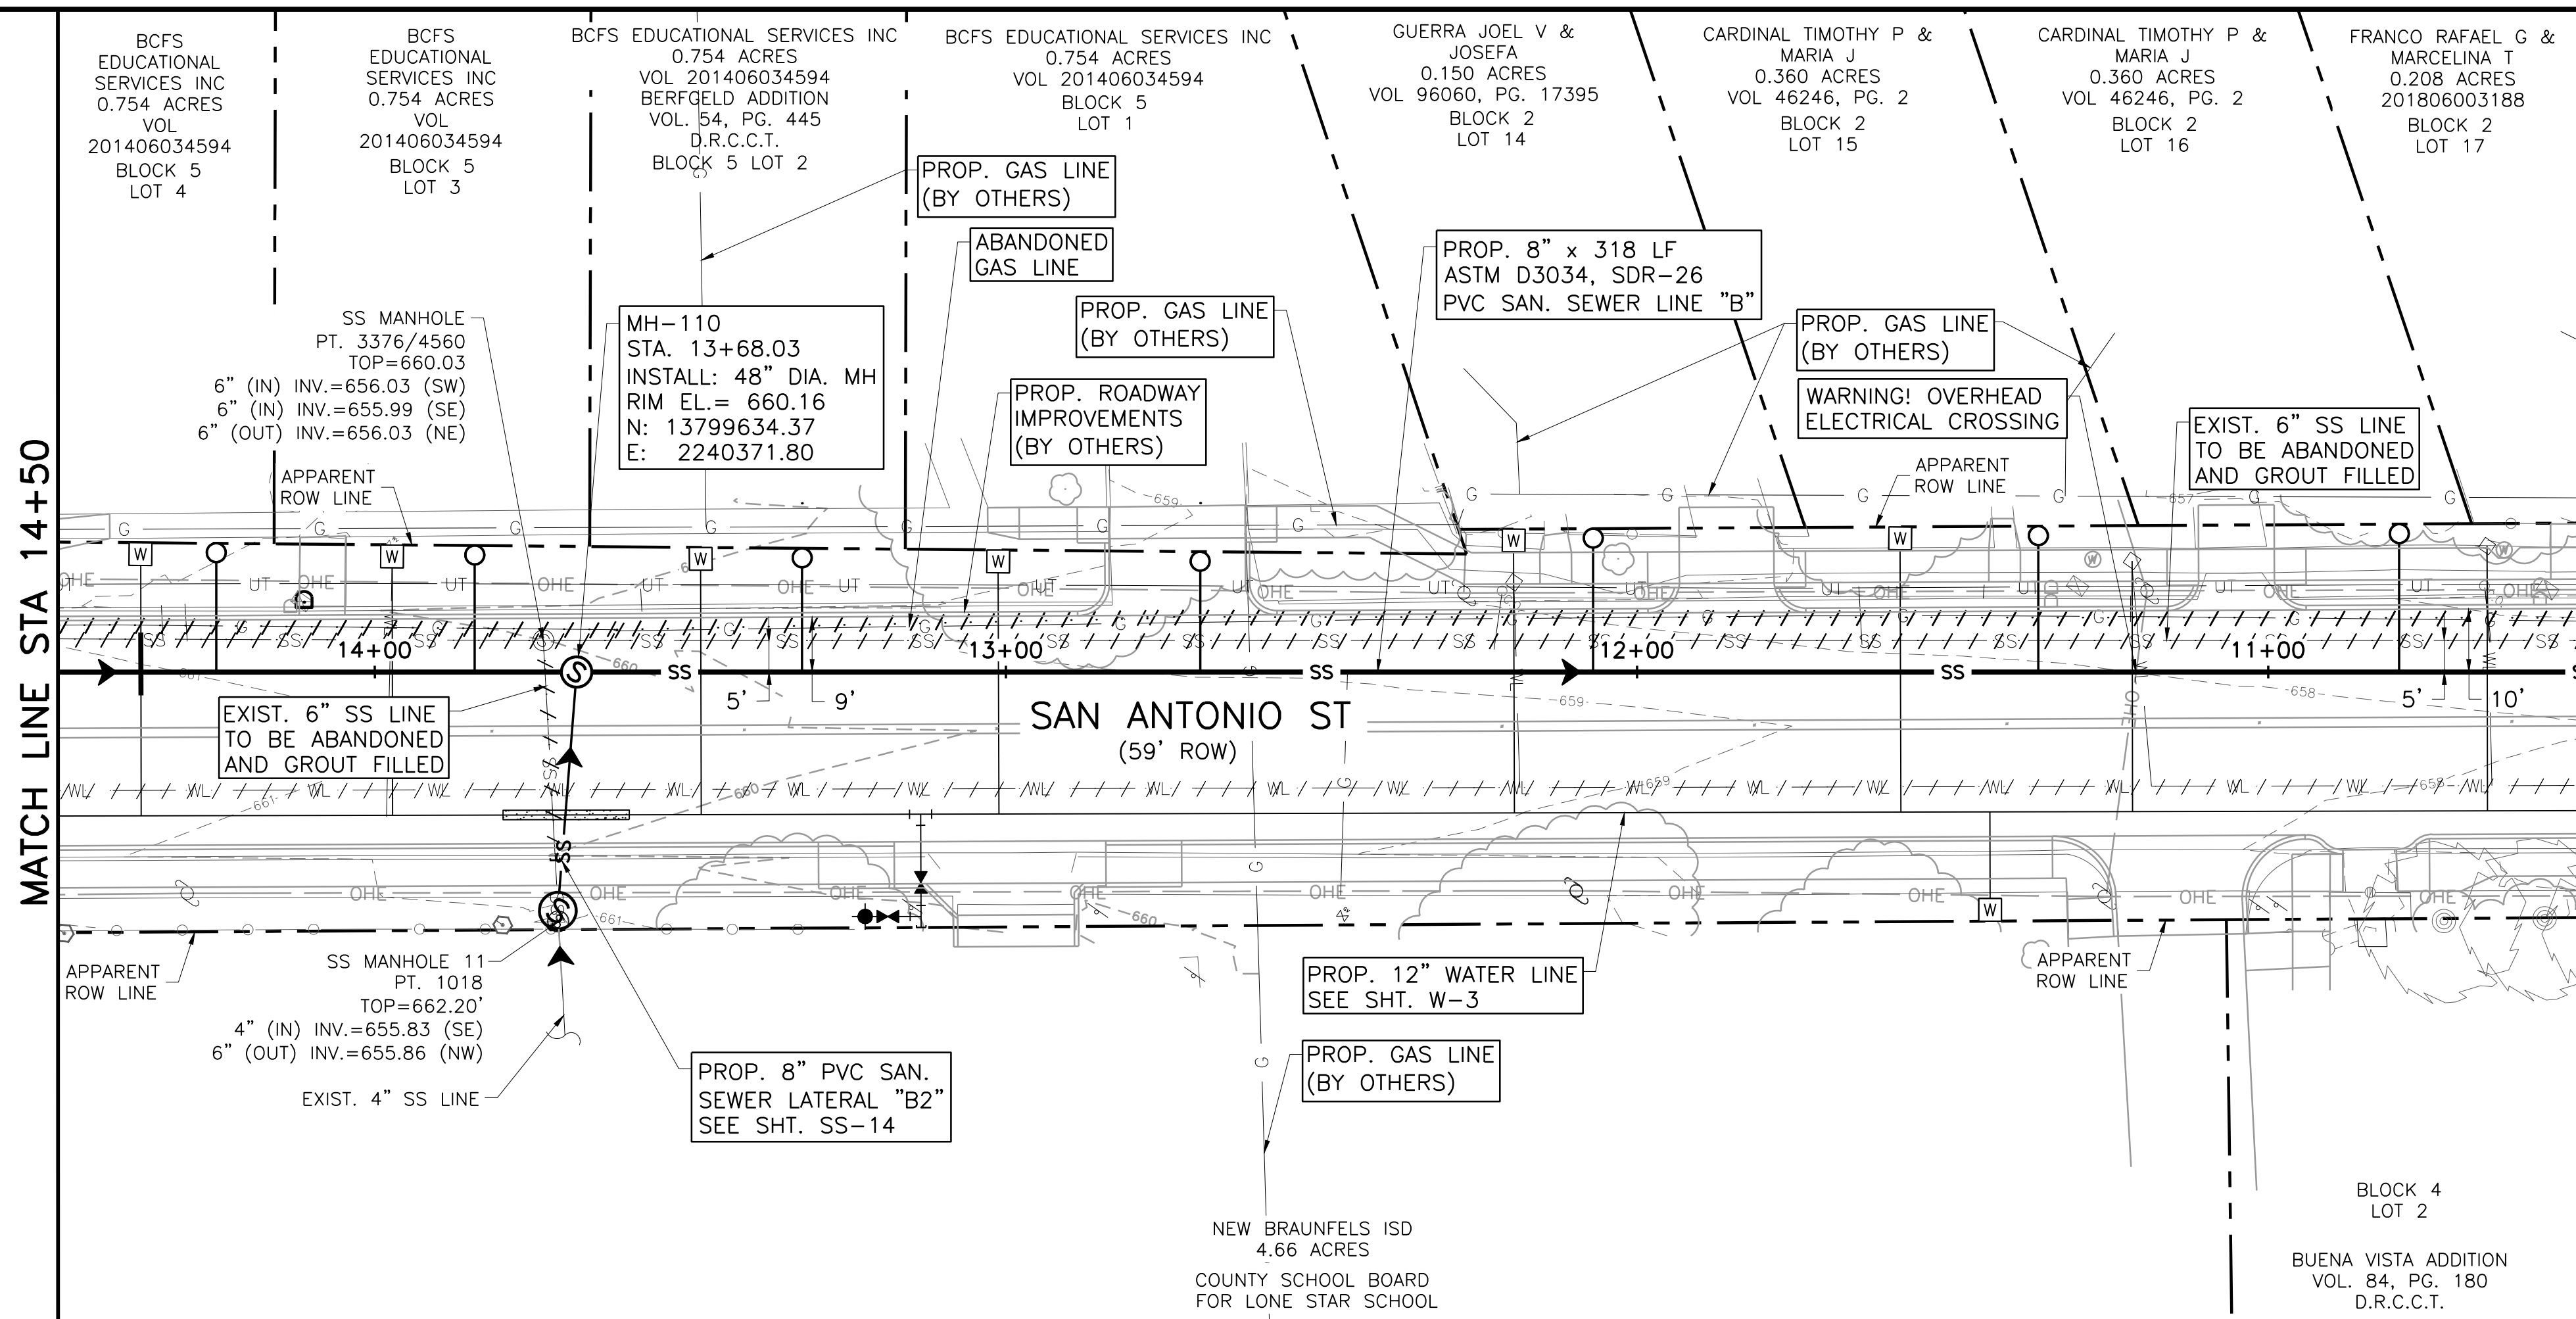 BCFS
EDUCATIONAL
SERVICES INC
0.754 ACRES
VOL
201406034594
BLOCK 5
LOT 4
BCFS
EDUCATIONAL
SERVICES INC
0.754 ACRES
VOL
201406034594
BLOCK 5
LOT 3
BCFS EDUCATIONAL SERVICES INC
0.754 ACRES
VOL 201406034594
BERFGELD ADDITION
VOL. 54, PG. 445
D.R.C.C.T.
BLOCK 5 LOT 2
BCFS EDUCATIONAL SERVICES INC
0.754 ACRES
VOL 201406034594
BLOCK 5
LOT 1
GUERRA JOEL V &
JOSEFA
0.150 ACRES
VOL 96060, PG. 17395
BLOCK 2
LOT 14
CARDINAL TIMOTHY P &
MARIA J
0.360 ACRES
VOL 46246, PG. 2
BLOCK 2
LOT 15
CARDINAL TIMOTHY P &
MARIA J
0.360 ACRES
VOL 46246, PG. 2
BLOCK 2
LOT 16
FRANCO RAFAEL G &
MARCELINA T
0.208 ACRES
201806003188
BLOCK 2
LOT 17
PROP. GAS LINE
(BY OTHERS)
ABANDONED
GAS LINE
PROP. GAS LINE
(BY OTHERS)
PROP. 8" x 318 LF
ASTM D3034, SDR-26
PVC SAN. SEWER LINE "B"
PROP. GAS LINE
(BY OTHERS)
WARNING! OVERHEAD
ELECTRICAL CROSSING
EXIST. 6" SS LINE
TO BE ABANDONED
AND GROUT FILLED
SS MANHOLE
PT. 3376/4560
TOP=660.03
6" (IN) INV.=656.03 (SW)
6" (IN) INV.=655.99 (SE)
6" (OUT) INV.=656.03 (NE)
MH-110
STA. 13+68.03
INSTALL: 48" DIA. MH
RIM EL.= 660.16
N: 13799634.37
E: 2240371.80
PROP. ROADWAY
IMPROVEMENTS
(BY OTHERS)
APPARENT
ROW LINE
APPARENT
ROW LINE
MATCH LINE STA 14+50
14+00
13+00
12+00
11+00
SS
SS
SS
5'
9'
5'
10'
EXIST. 6" SS LINE
TO BE ABANDONED
AND GROUT FILLED
SAN ANTONIO ST
(59' ROW)
660
659
658
661
660
659
658
661
660
659
657
APPARENT
ROW LINE
SS MANHOLE 11
PT. 1018
TOP=662.20'
4" (IN) INV.=655.83 (SE)
6" (OUT) INV.=655.86 (NW)
EXIST. 4" SS LINE
PROP. 8" PVC SAN.
SEWER LATERAL "B2"
SEE SHT. SS-14
PROP. 12" WATER LINE
SEE SHT. W-3
PROP. GAS LINE
(BY OTHERS)
APPARENT
ROW LINE
NEW BRAUNFELS ISD
4.66 ACRES
COUNTY SCHOOL BOARD
FOR LONE STAR SCHOOL
BLOCK 4
LOT 2
BUENA VISTA ADDITION
VOL. 84, PG. 180
D.R.C.C.T.